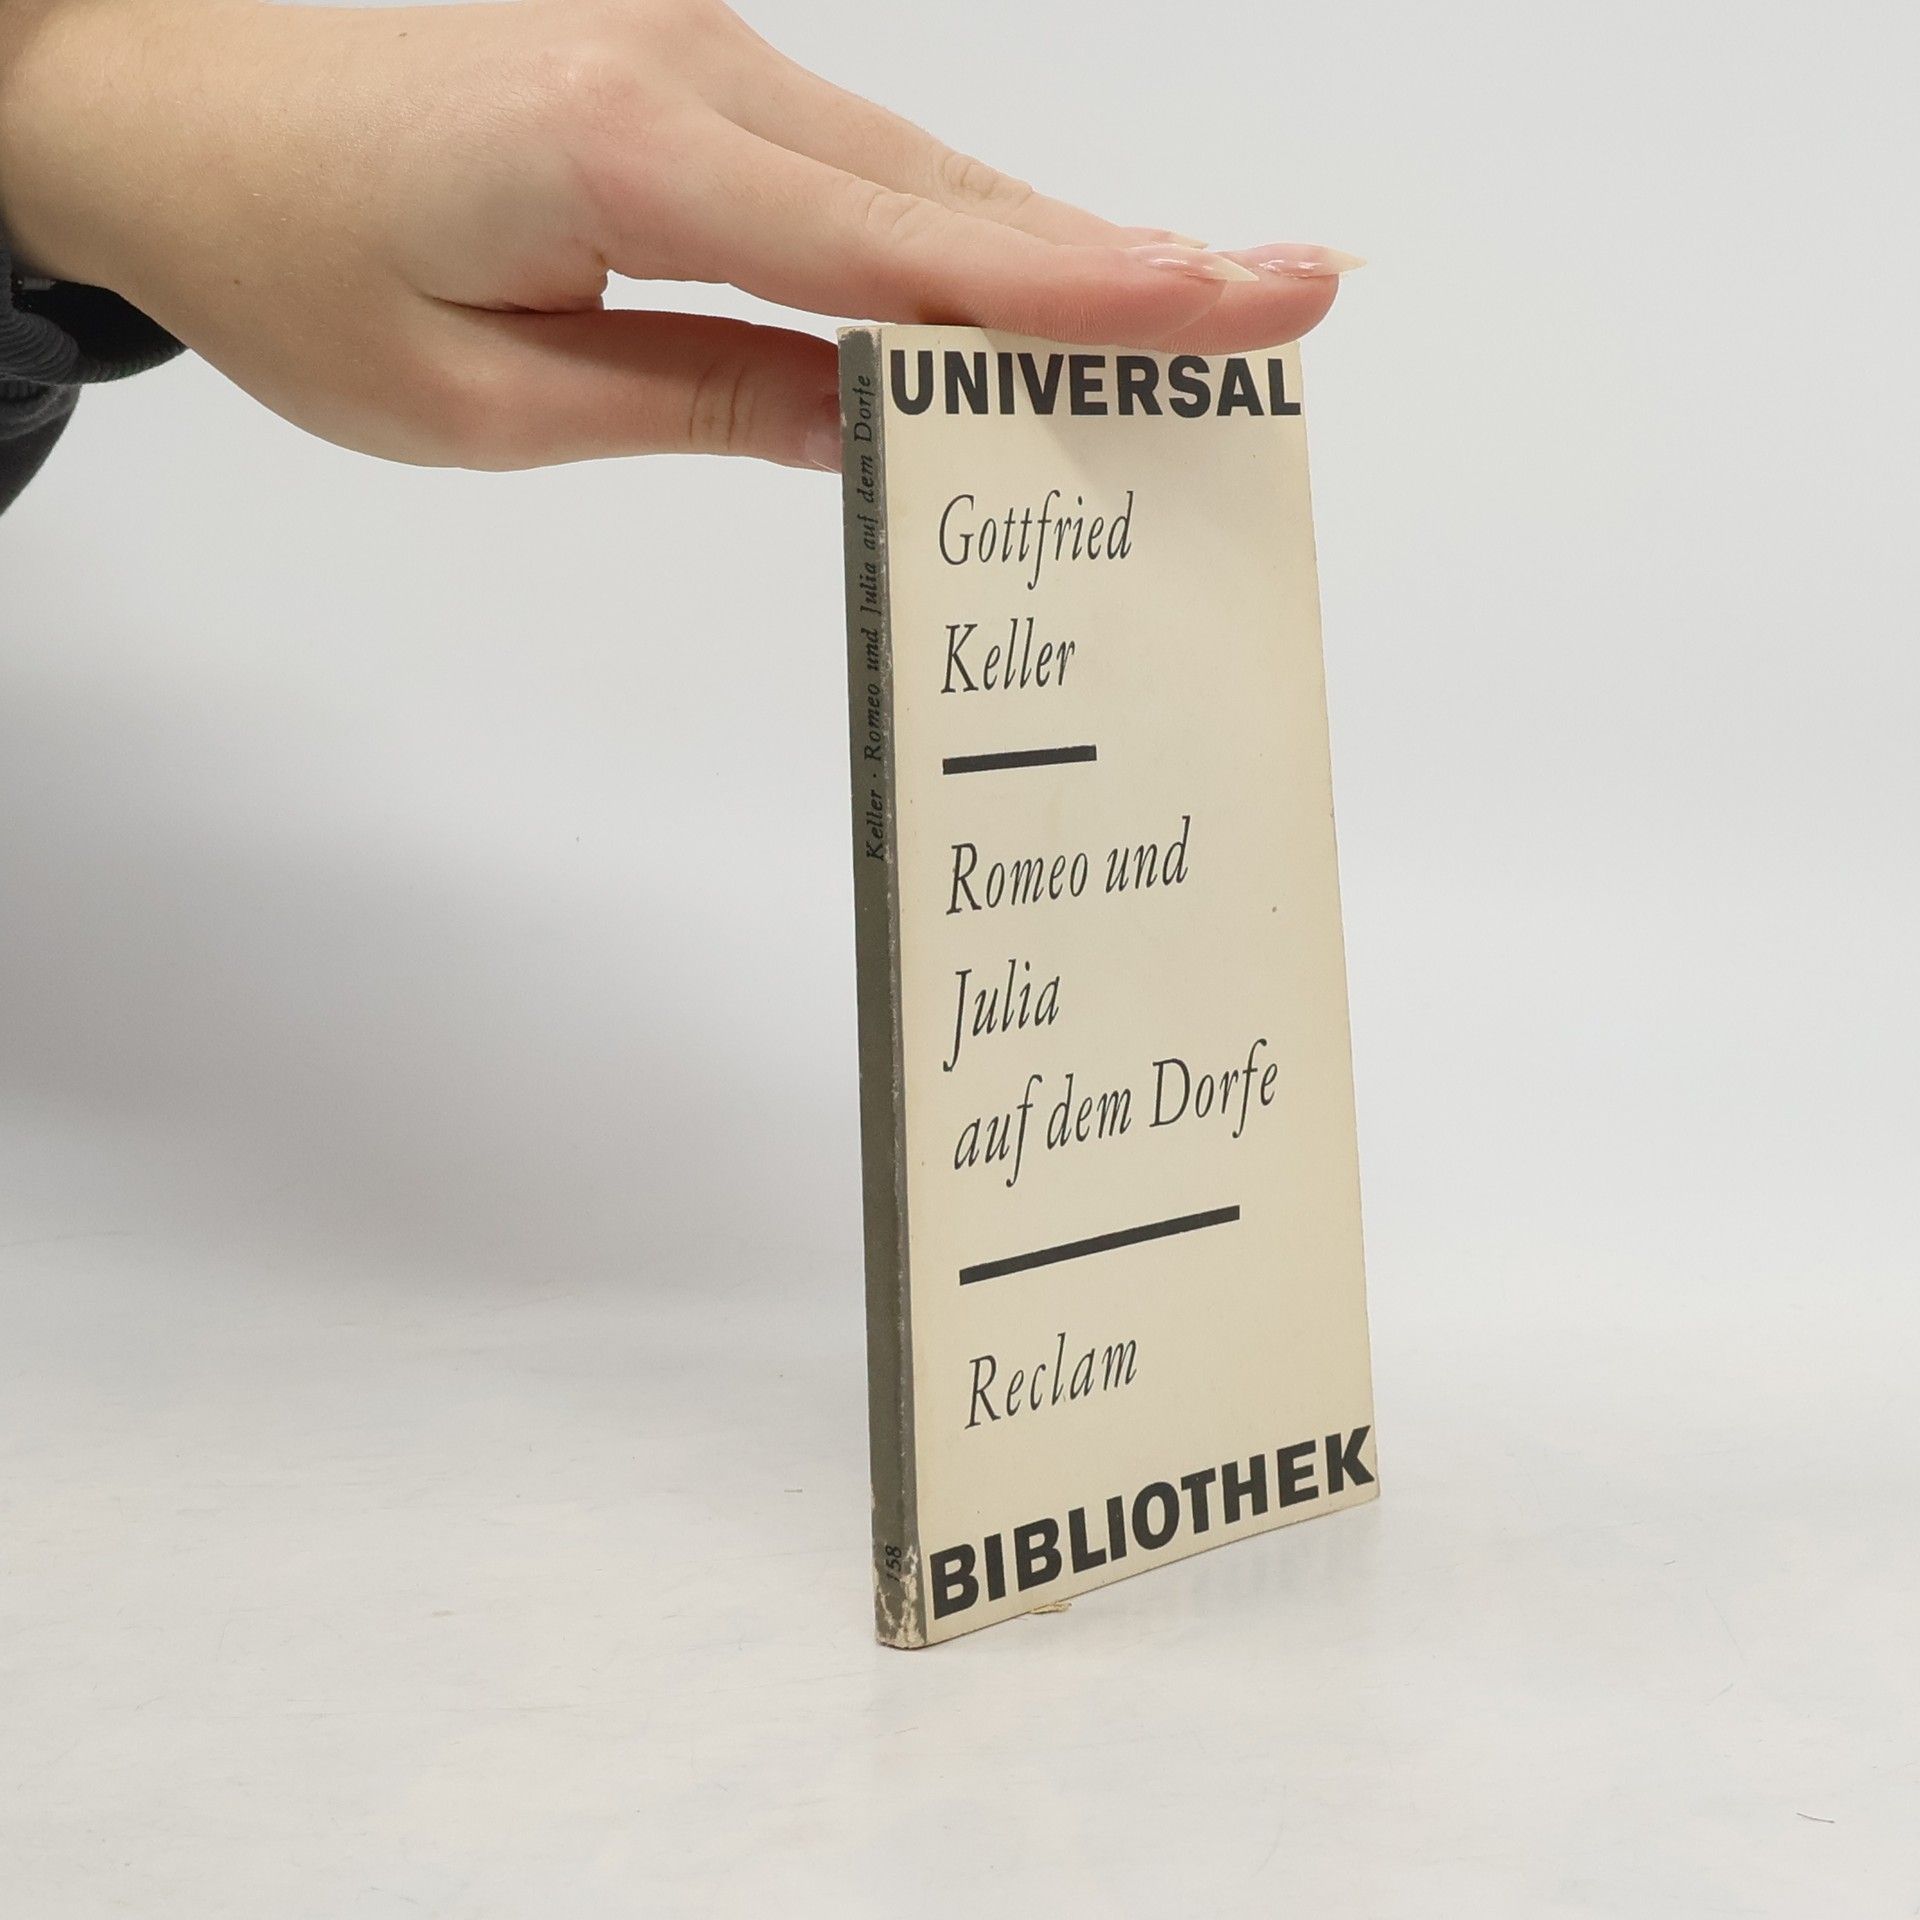 UNIVERSAL
Gottfried
Keller
Romeo und
Julia
auf dem Dorfe
Reclam
BIBLIOTHEK
Keller · Romeo und Julia auf dem Dorfe
158